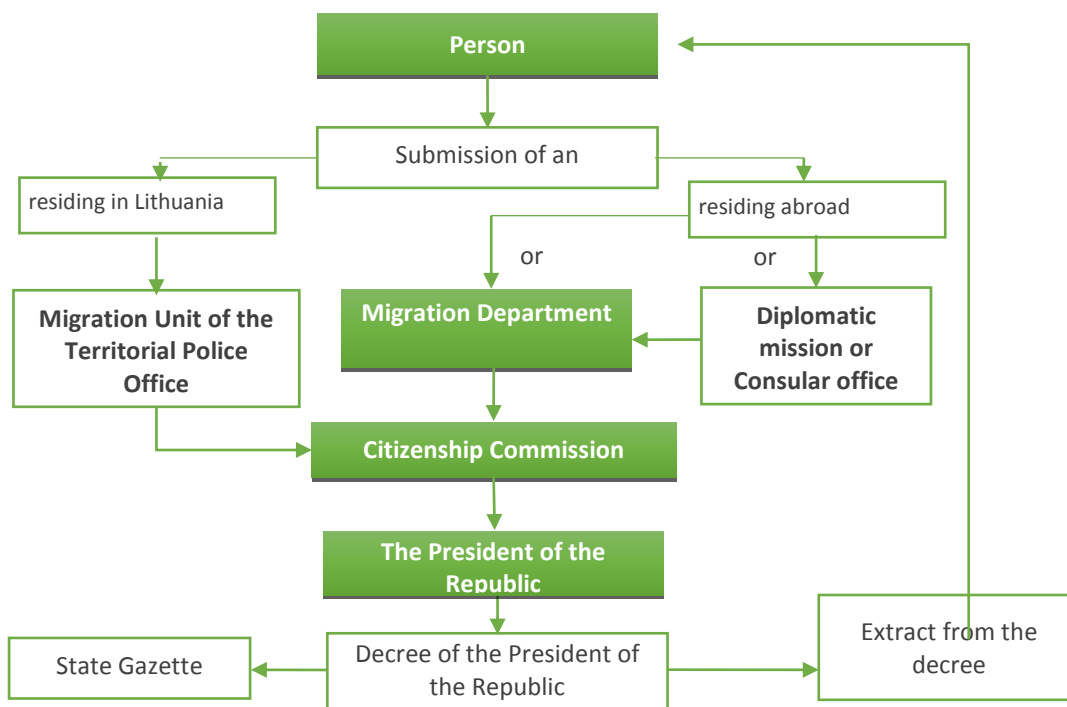 Person
Submission of an
residing in Lithuania
residing abroad
or
or
Migration Unit of the
Territorial Police
Office
Migration Department
Diplomatic
mission or
Consular office
Citizenship Commission
The President of the
Republic
State Gazette
Decree of the President of
the Republic
Extract from the
decree